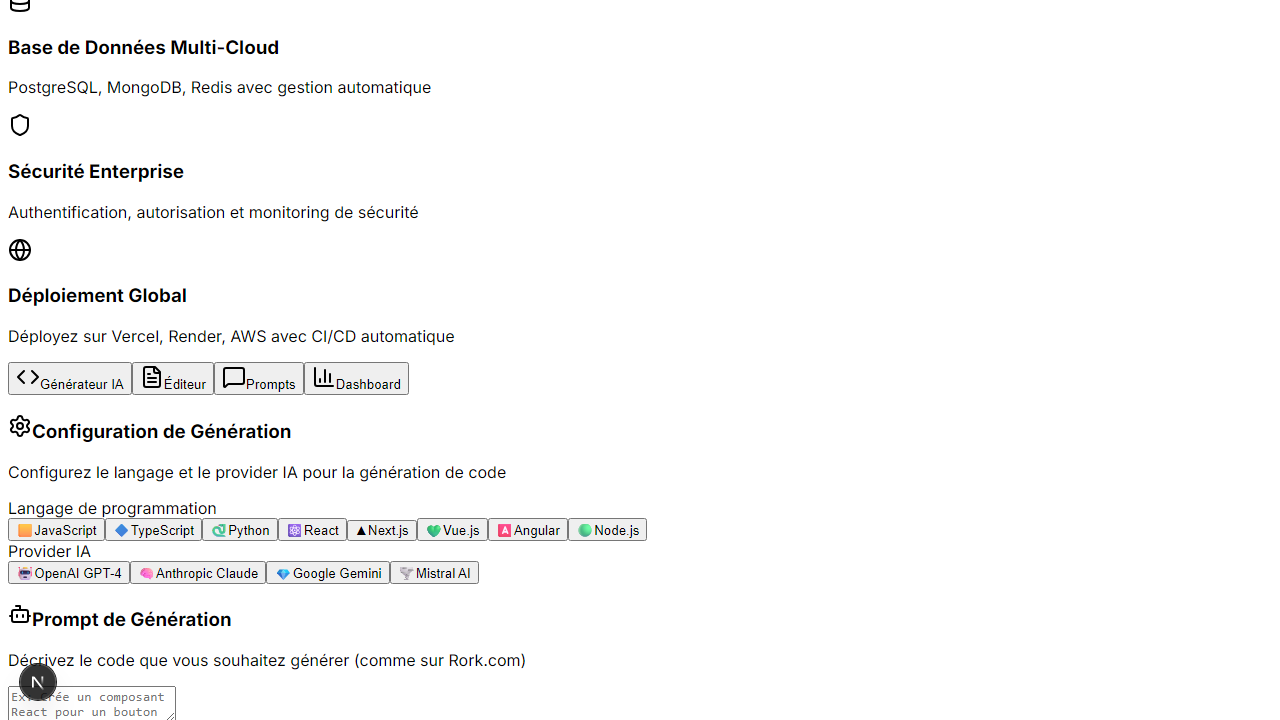 Base de Données Multi-Cloud
PostgreSQL, MongoDB, Redis avec gestion automatique
Sécurité Enterprise
Authentification, autorisation et monitoring de sécurité
Déploiement Global
Déployez sur Vercel, Render, AWS avec CI/CD automatique
Générateur IA Éditeur Prompts Dashboard
Configuration de Génération
Configurez le langage et le provider IA pour la génération de code
Langage de programmation
JavaScript TypeScript Python React ▲Next.js Vue.js Angular Node.js
Provider IA
OpenAI GPT-4 Anthropic Claude Google Gemini Mistral AI
Prompt de Génération
Décrivez le code que vous souhaitez générer (comme sur Rork.com)
Ex: Crée un composant
React pour un bouton